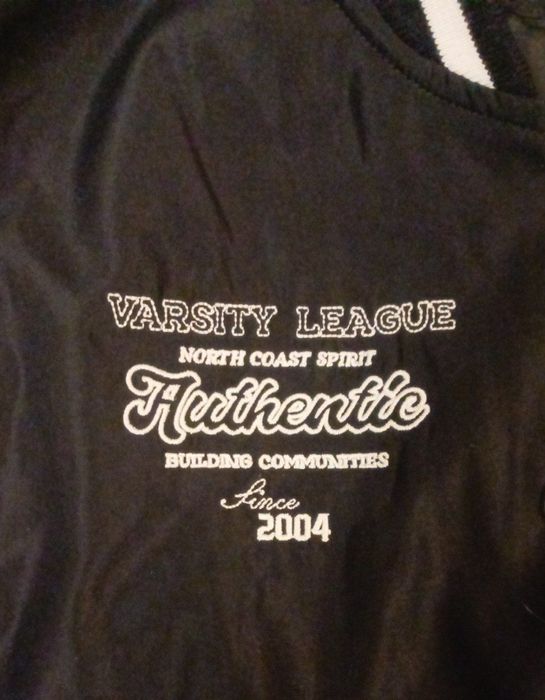 VARSITY LEAGUE
NORTH COAST SPIRIT
Authentic
BUILDING COMMUNITIES
Since
2004